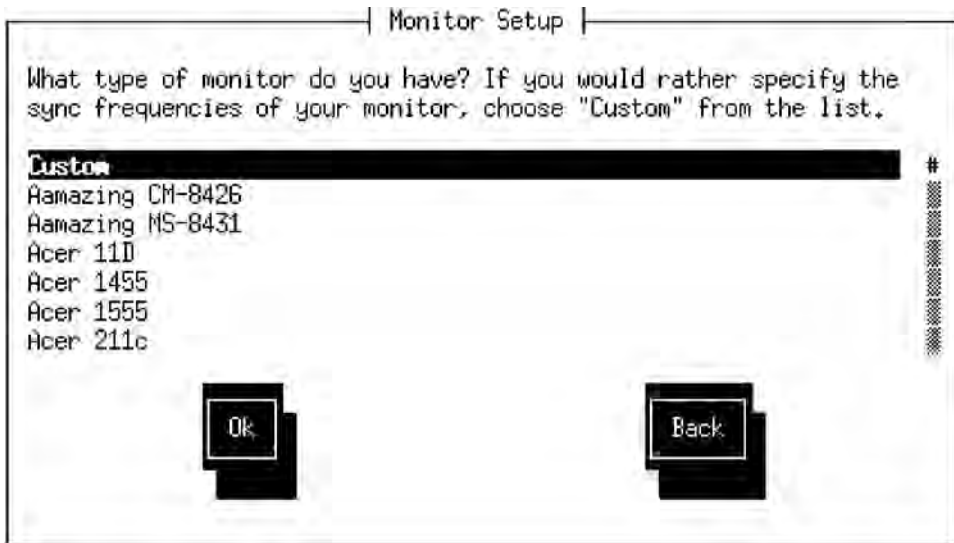 Monitor Setup
What type of monitor do you have? If you would rather specify the
sync frequencies of your monitor, choose "Custom" from the list.
Custom #
Aamazing CM-8426
Aamazing MS-8431
Acer 11D
Acer 1455
Acer 1555
Acer 211c
Ok Back